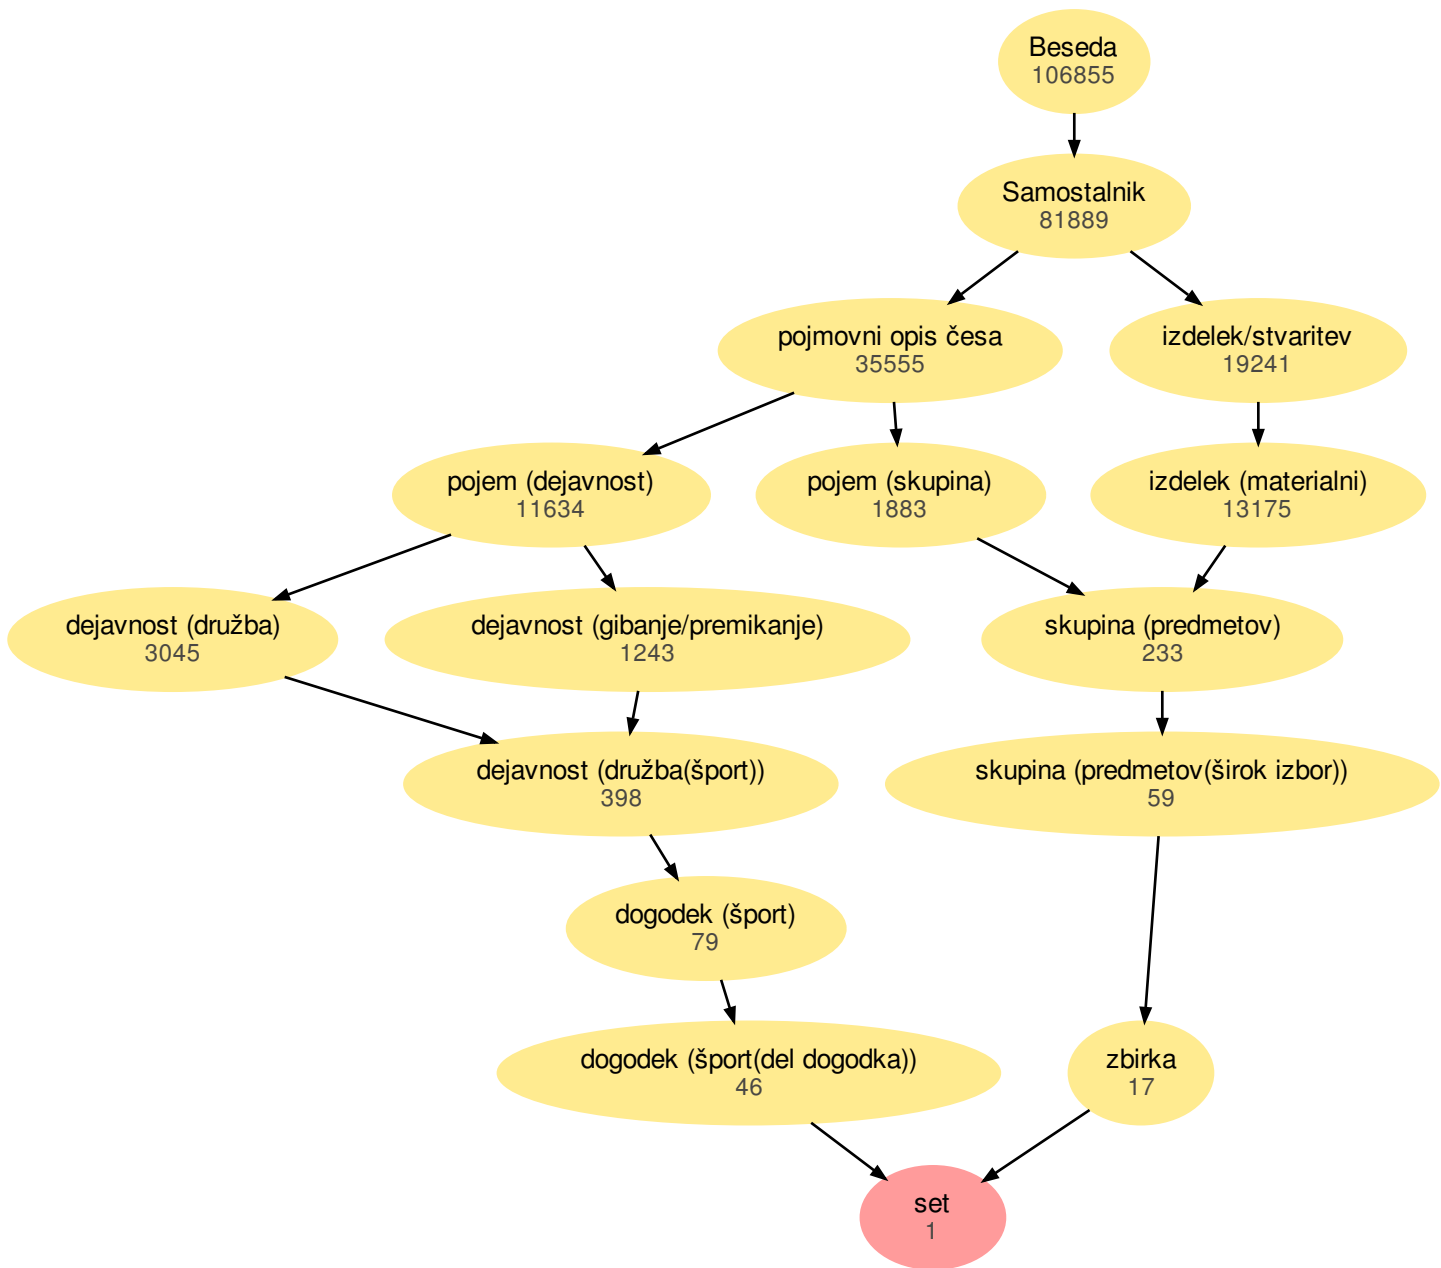 Beseda
106855
Samostalnik
81889
pojmovni opis česa
35555
izdelek/stvaritev
19241
pojem (dejavnost)
11634
pojem (skupina)
1883
izdelek (materialni)
13175
dejavnost (družba)
3045
dejavnost (gibanje/premikanje)
1243
skupina (predmetov)
233
dejavnost (družba(šport))
398
skupina (predmetov(širok izbor))
59
dogodek (šport)
79
dogodek (šport(del dogodka))
46
zbirka
17
set
1